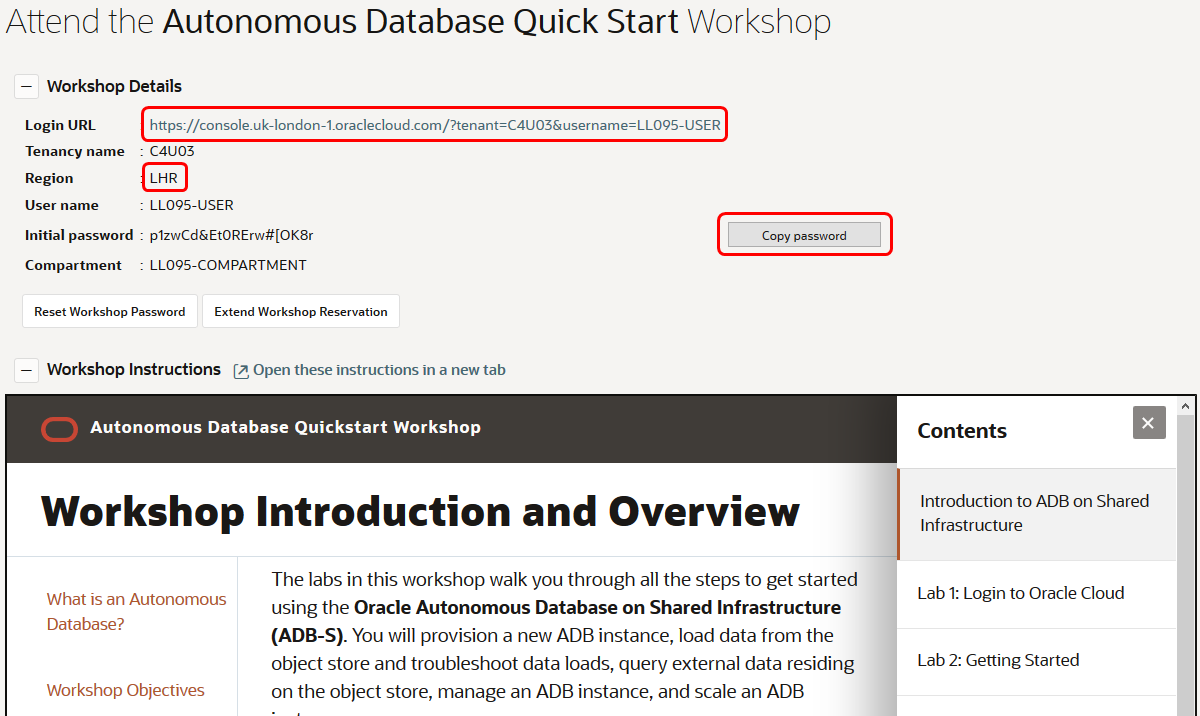 Attend the Autonomous Database Quick Start Workshop
Workshop Details
Login URL https://console.uk-london-1.oraclecloud.com/?tenant=C4U03&username=LL095-USER
Tenancy name : C4U03
Region : LHR
User name : LL095-USER
Initial password : p1zwCd&Et0RErw#[OK8r
Copy password
Compartment : LL095-COMPARTMENT
Reset Workshop Password
Extend Workshop Reservation
Workshop Instructions Open these instructions in a new tab
Autonomous Database Quickstart Workshop
Workshop Introduction and Overview
What is an Autonomous
Database?
Workshop Objectives
The labs in this workshop walk you through all the steps to get started
using the Oracle Autonomous Database on Shared Infrastructure
(ADB-S). You will provision a new ADB instance, load data from the
object store and troubleshoot data loads, query external data residing
on the object store, manage an ADB instance, and scale an ADB
Contents
Introduction to ADB on Shared
Infrastructure
Lab 1: Login to Oracle Cloud
Lab 2: Getting Started